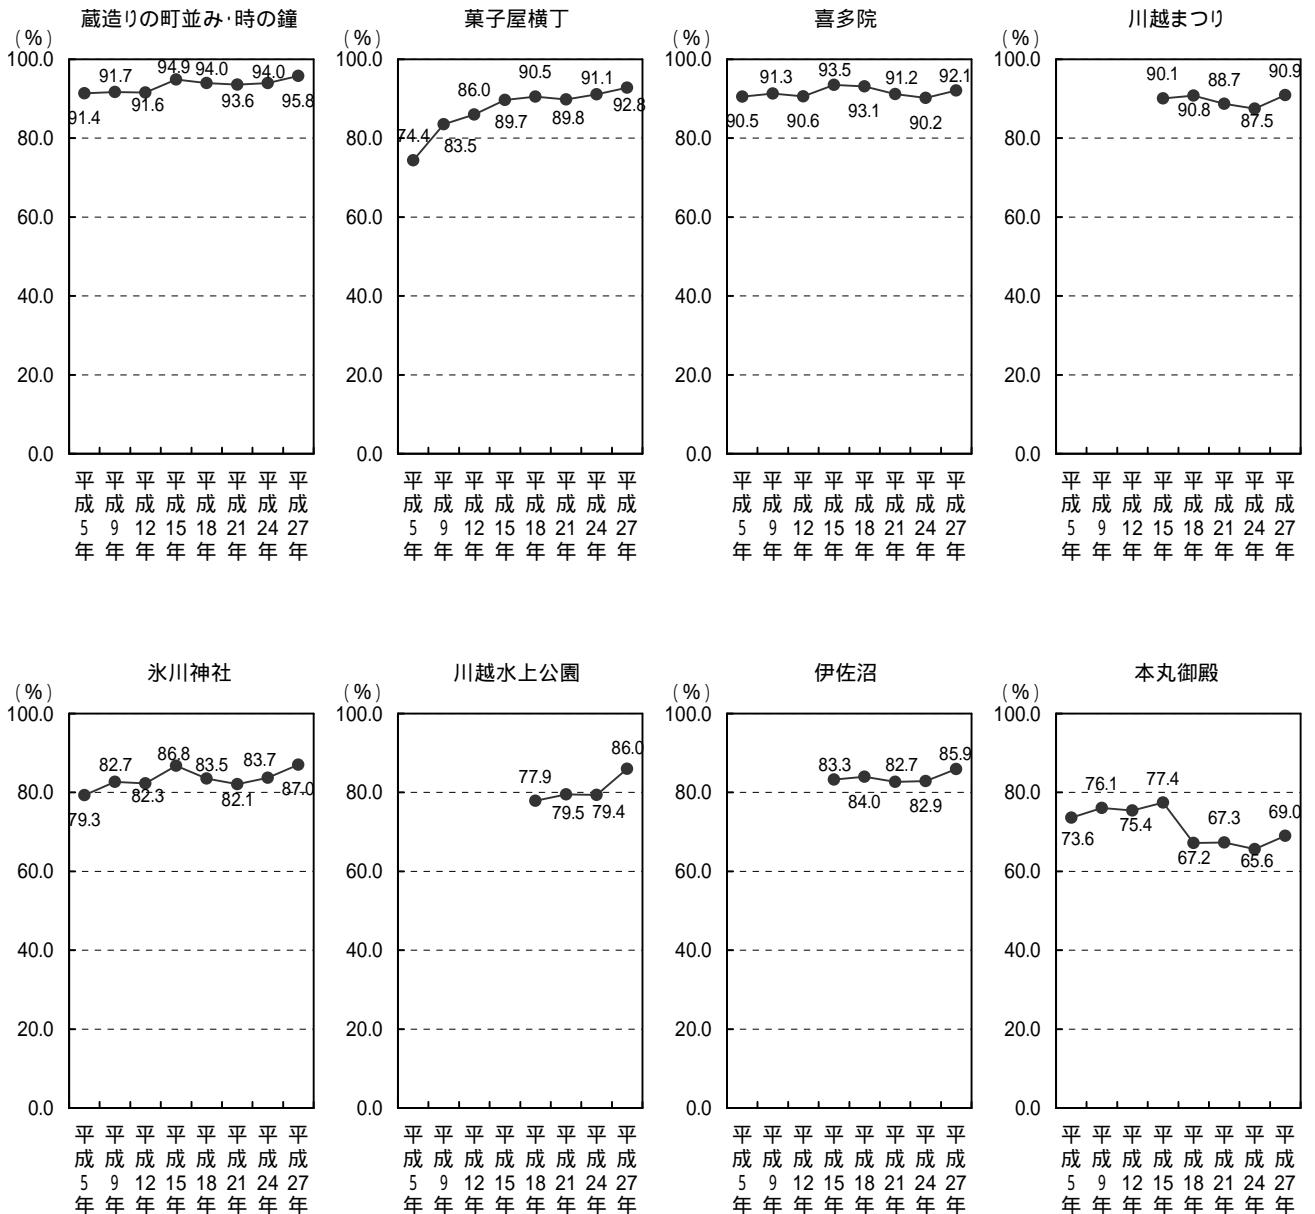 蔵造りの町並み·時の鐘
(%)
100.0
80.0
60.0
40.0
20.0
0.0
91.4
91.7
91.6
94.9
94.0
93.6
94.0
95.8
平成5年
平成9年
平成12年
平成15年
平成18年
平成21年
平成24年
平成27年
菓子屋横丁
(%)
100.0
80.0
60.0
40.0
20.0
0.0
74.4
83.5
86.0
89.7
90.5
89.8
91.1
92.8
平成5年
平成9年
平成12年
平成15年
平成18年
平成21年
平成24年
平成27年
喜多院
(%)
100.0
80.0
60.0
40.0
20.0
0.0
90.5
91.3
90.6
93.5
93.1
91.2
90.2
92.1
平成5年
平成9年
平成12年
平成15年
平成18年
平成21年
平成24年
平成27年
川越まつり
(%)
100.0
80.0
60.0
40.0
20.0
0.0
90.1
90.8
88.7
87.5
90.9
平成5年
平成9年
平成12年
平成15年
平成18年
平成21年
平成24年
平成27年
氷川神社
(%)
100.0
80.0
60.0
40.0
20.0
0.0
79.3
82.7
82.3
86.8
83.5
82.1
83.7
87.0
平成5年
平成9年
平成12年
平成15年
平成18年
平成21年
平成24年
平成27年
川越水上公園
(%)
100.0
80.0
60.0
40.0
20.0
0.0
77.9
79.5
79.4
86.0
平成5年
平成9年
平成12年
平成15年
平成18年
平成21年
平成24年
平成27年
伊佐沼
(%)
100.0
80.0
60.0
40.0
20.0
0.0
83.3
84.0
82.7
82.9
85.9
平成5年
平成9年
平成12年
平成15年
平成18年
平成21年
平成24年
平成27年
本丸御殿
(%)
100.0
80.0
60.0
40.0
20.0
0.0
73.6
76.1
75.4
77.4
67.2
67.3
65.6
69.0
平成5年
平成9年
平成12年
平成15年
平成18年
平成21年
平成24年
平成27年